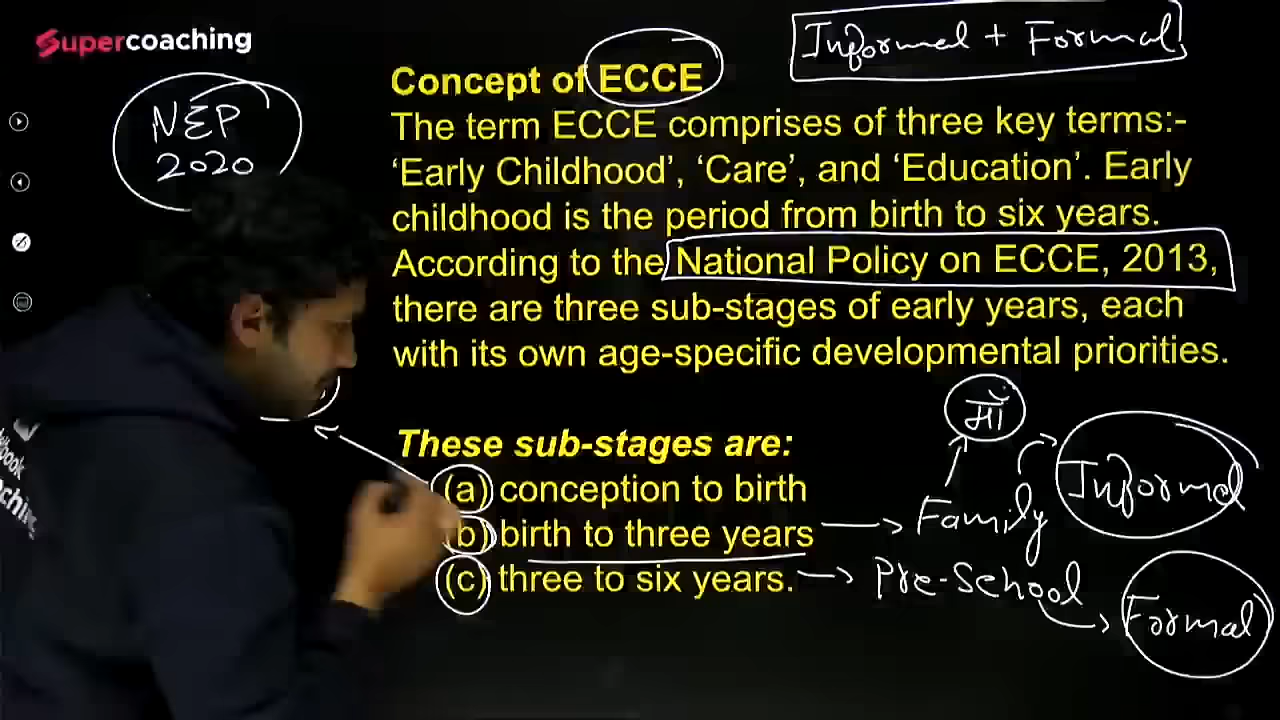 Supercoaching
Informal + Formal
NEP
2020
Concept of ECCE
The term ECCE comprises of three key terms:-
‘Early Childhood’, ‘Care’, and ‘Education’. Early
childhood is the period from birth to six years.
According to the National Policy on ECCE, 2013,
there are three sub-stages of early years, each
with its own age-specific developmental priorities.
माँ
These sub-stages are:
(a) conception to birth
Informal
(b) birth to three years → Family
(c) three to six years. → Pre-School
→ Formal
book